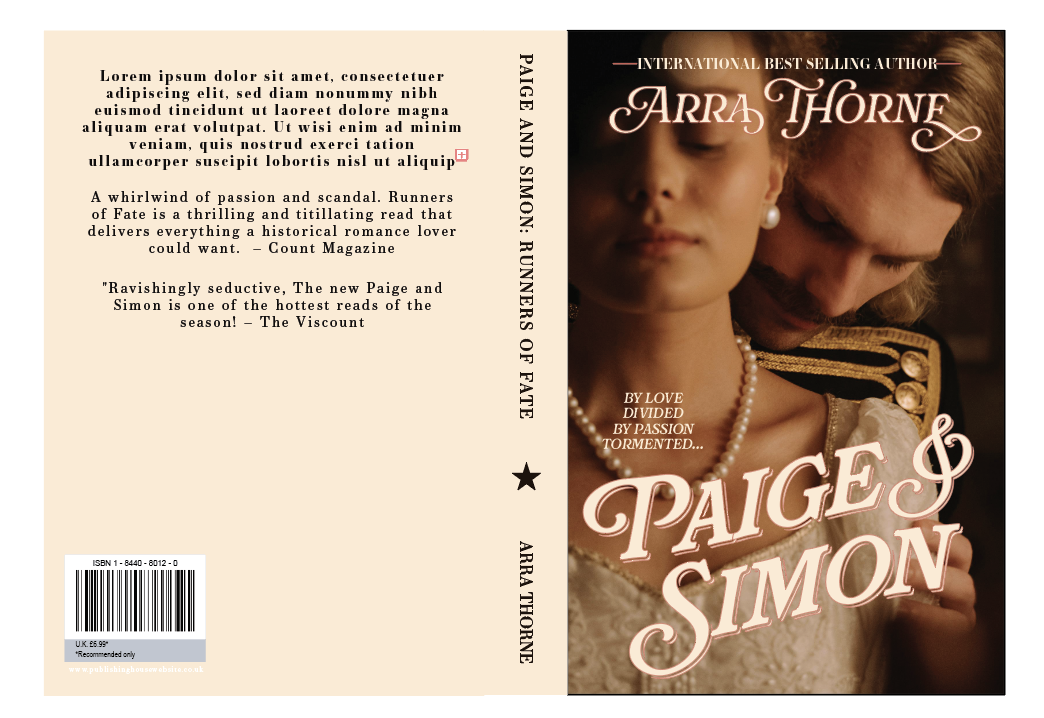 Lorem ipsum dolor sit amet, consectetuer
adipiscing elit, sed diam nonummy nibh
euismod tincidunt ut laoreet dolore magna
aliquam erat volutpat. Ut wisi enim ad minim
veniam, quis nostrud exerci tation
ullamcorper suscipit lobortis nisl ut aliquip
A whirlwind of passion and scandal. Runners
of Fate is a thrilling and titillating read that
delivers everything a historical romance lover
could want.  – Count Magazine
"Ravishingly seductive, The new Paige and
Simon is one of the hottest reads of the
season! – The Viscount
ISBN 1 - 8440 - 8012 - 0
U.K. £6.99*
*Recommended only
www.publishinghousewebsite.co.uk
PAIGE AND SIMON: RUNNERS OF FATE
ARRA THORNE
INTERNATIONAL BEST SELLING AUTHOR
ARRA THORNE
BY LOVE
DIVIDED
BY PASSION
TORMENTED...
PAIGE &
SIMON